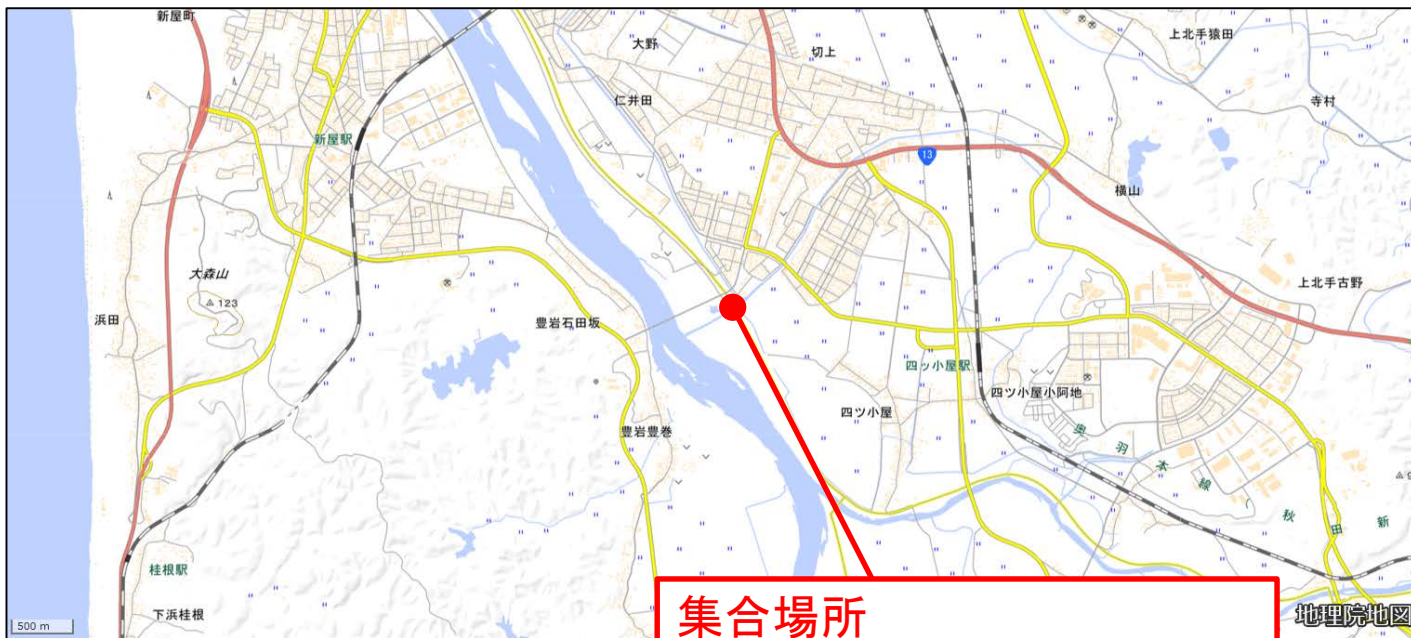 新屋町
大野
切上
上北手猿田
仁井田
寺村
新屋駅
13
横山
大森山
123
上北手古野
浜田
豊岩石田坂
四ッ小屋駅
四ツ小屋小阿地
四ツ小屋
豊岩豊巻
奥羽本線
秋田新
桂根駅
下浜桂根
集合場所
500 m
地理院地図